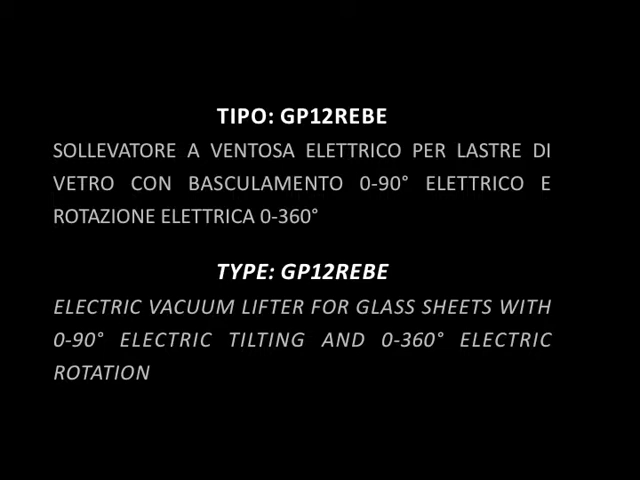 TIPO: GP12REBE
SOLLEVATORE A VENTOSA ELETTRICO PER LASTRE DI
VETRO CON BASCULAMENTO 0-90° ELETTRICO E
ROTAZIONE ELETTRICA 0-360°
TYPE: GP12REBE
ELECTRIC VACUUM LIFTER FOR GLASS SHEETS WITH
0-90° ELECTRIC TILTING AND 0-360° ELECTRIC
ROTATION